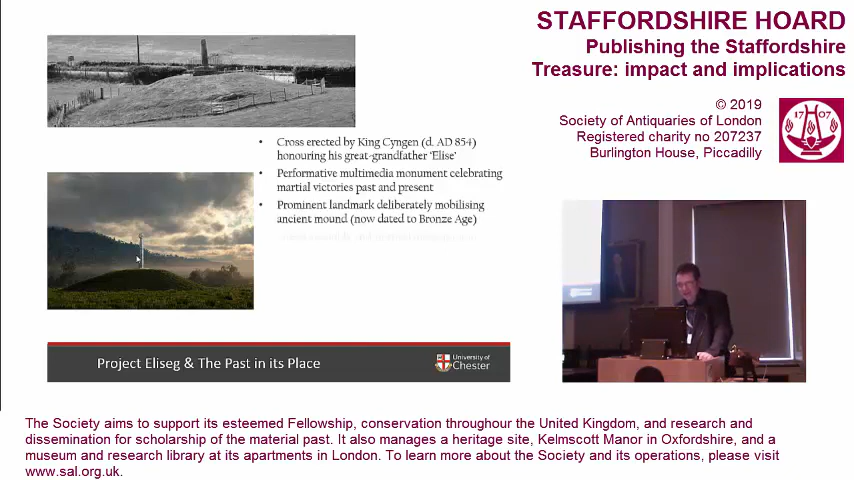 STAFFORDSHIRE HOARD
Publishing the Staffordshire
Treasure: impact and implications
© 2019
Society of Antiquaries of London
Registered charity no 207237
Burlington House, Piccadilly
17 07
• Cross erected by King Cyngen (d. AD 854)
honouring his great-grandfather ‘Elise’
• Performative multimedia monument celebrating
martial victories past and present
• Prominent landmark deliberately mobilising
ancient mound (now dated to Bronze Age)
Project Eliseg & The Past in its Place
University of
Chester
The Society aims to support its esteemed Fellowship, conservation throughour the United Kingdom, and research and
dissemination for scholarship of the material past. It also manages a heritage site, Kelmscott Manor in Oxfordshire, and a
museum and research library at its apartments in London. To learn more about the Society and its operations, please visit
www.sal.org.uk.